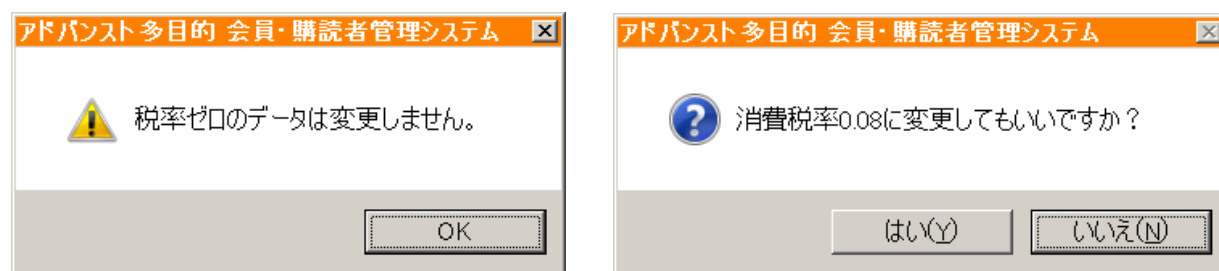 アドバンスト多目的 会員・購読者管理システム
税率ゼロのデータは変更しません。
OK
アドバンスト多目的 会員・購読者管理システム
消費税率0.08に変更してもいいですか？
はい(Y)
いいえ(N)